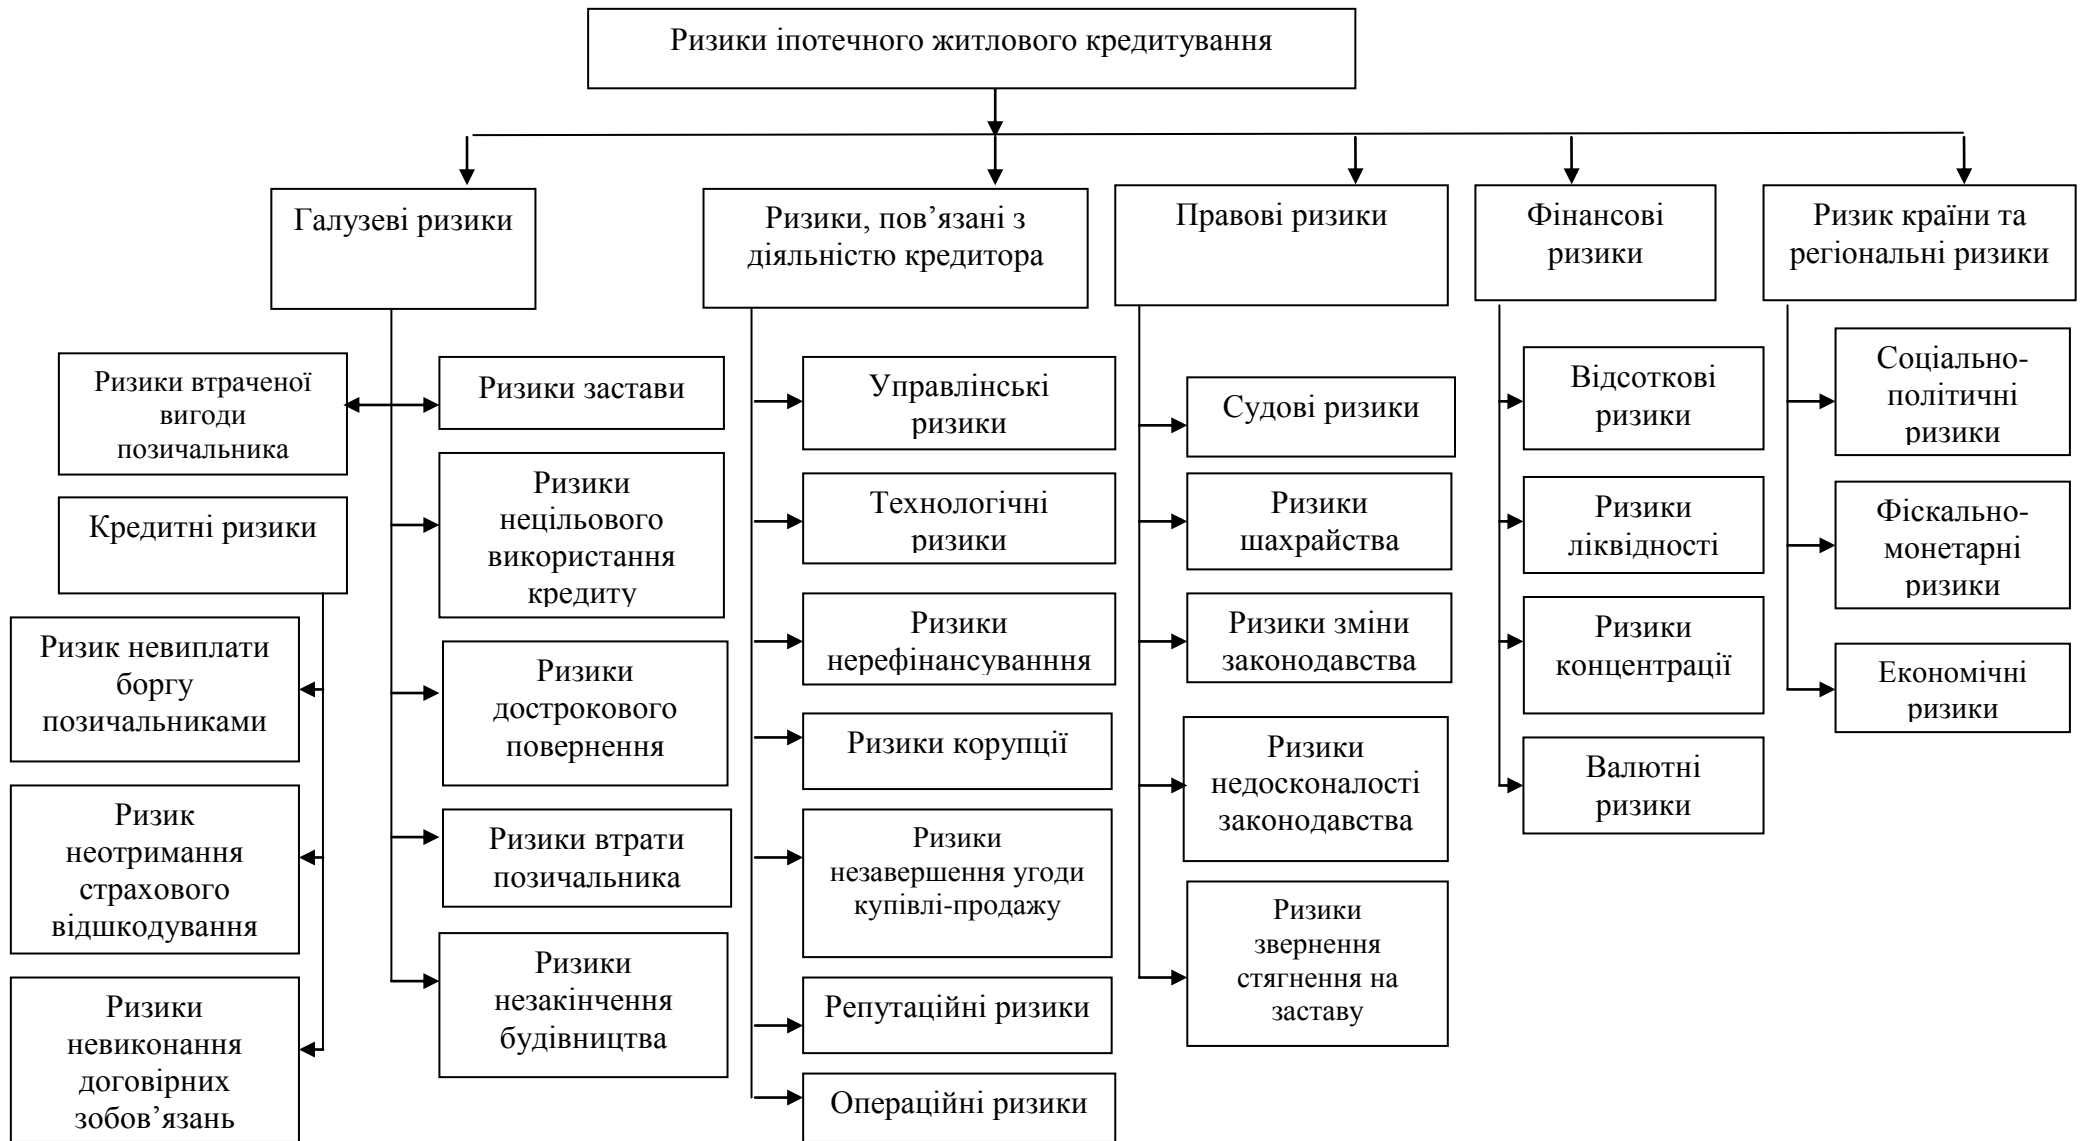 Ризики іпотечного житлового кредитування
Галузеві ризики
Ризики, пов’язані з
діяльністю кредитора
Правові ризики
Фінансові
ризики
Ризик країни та
регіональні ризики
Ризики втраченої
вигоди
позичальника
Кредитні ризики
Ризик невиплати
боргу
позичальниками
Ризик
неотримання
страхового
відшкодування
Ризики
невиконання
договірних
зобов’язань
Ризики застави
Ризики
нецільового
використання
кредиту
Ризики
дострокового
повернення
Ризики втрати
позичальника
Ризики
незакінчення
будівництва
Управлінські
ризики
Технологічні
ризики
Ризики
нерефінансуванння
Ризики корупції
Ризики
незавершення угоди
купівлі-продажу
Репутаційні ризики
Операційні ризики
Судові ризики
Ризики
шахрайства
Ризики зміни
законодавства
Ризики
недосконалості
законодавства
Ризики
звернення
стягнення на
заставу
Відсоткові
ризики
Ризики
ліквідності
Ризики
концентрації
Валютні
ризики
Соціально-
політичні
ризики
Фіскально-
монетарні
ризики
Економічні
ризики